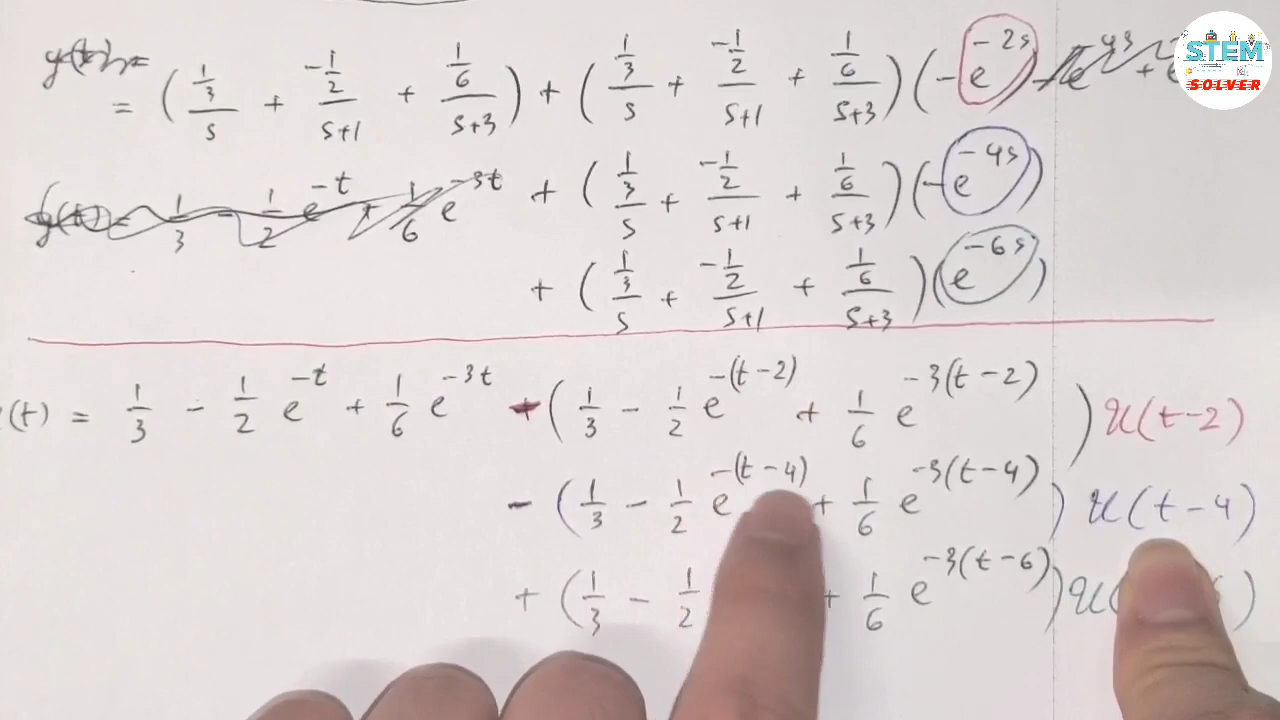 y(t) =
= (1/3/s + -1/2/s+1 + 1/6/s+3) + (1/3/s + -1/2/s+1 + 1/6/s+3)(-e^-2s) - e^-4s + e
STEM
SOLVER
y(t) = 1/3 - 1/2 e^-t + 1/6 e^-3t + (1/3/s + -1/2/s+1 + 1/6/s+3)(-e^-4s)
+ (1/3/s + -1/2/s+1 + 1/6/s+3)(e^-6s)
(t) = 1/3 - 1/2 e^-t + 1/6 e^-3t - (1/3 - 1/2 e^-(t-2) + 1/6 e^-3(t-2)) u(t-2)
- (1/3 - 1/2 e^-(t-4) + 1/6 e^-3(t-4)) u(t-4)
+ (1/3 - 1/2 + 1/6 e^-3(t-6)) u( )